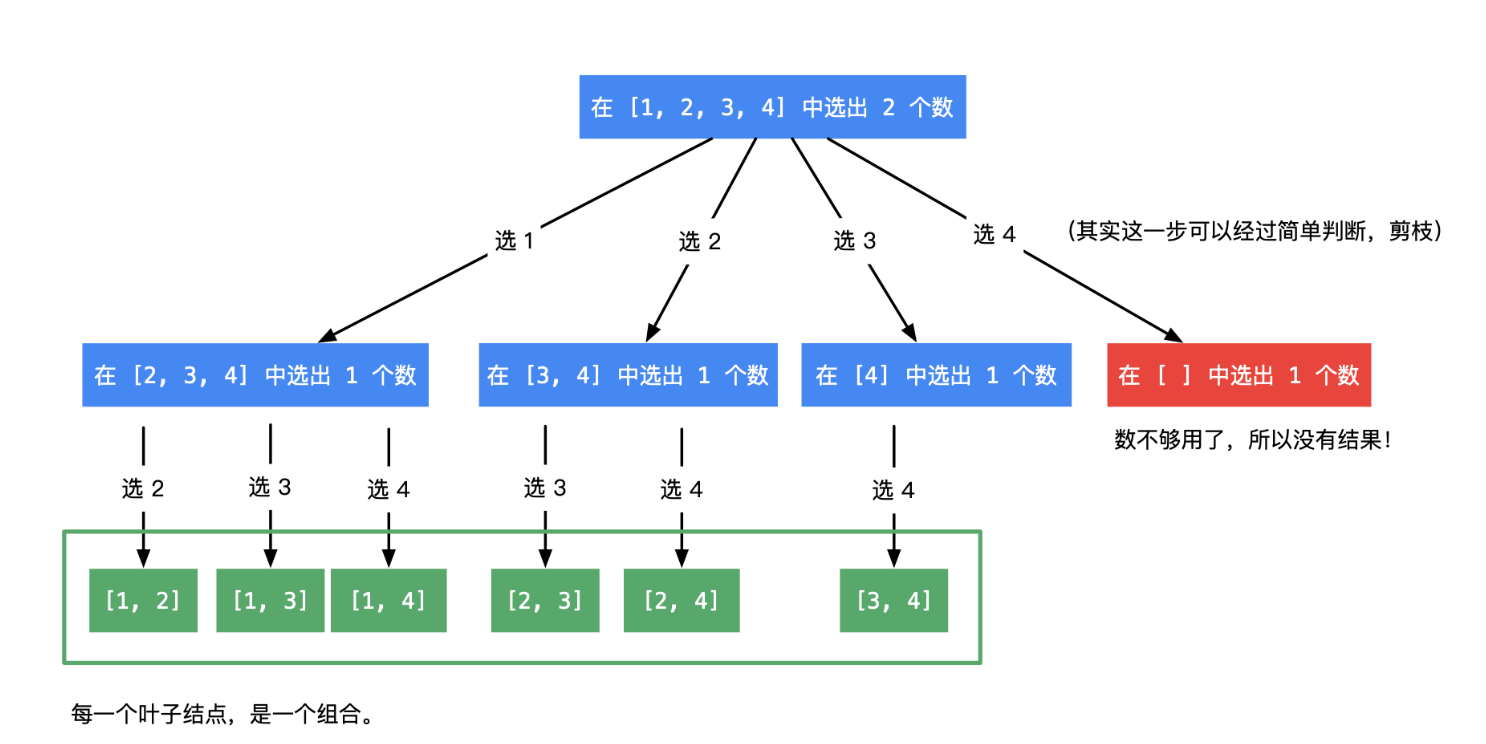 在 [1, 2, 3, 4] 中选出 2 个数
选 1
选 2
选 3
选 4
（其实这一步可以经过简单判断，剪枝）
在 [2, 3, 4] 中选出 1 个数
在 [3, 4] 中选出 1 个数
在 [4] 中选出 1 个数
在 [ ] 中选出 1 个数
数不够用了，所以没有结果！
选 2
选 3
选 4
选 3
选 4
选 4
[1, 2]
[1, 3]
[1, 4]
[2, 3]
[2, 4]
[3, 4]
每一个叶子结点，是一个组合。